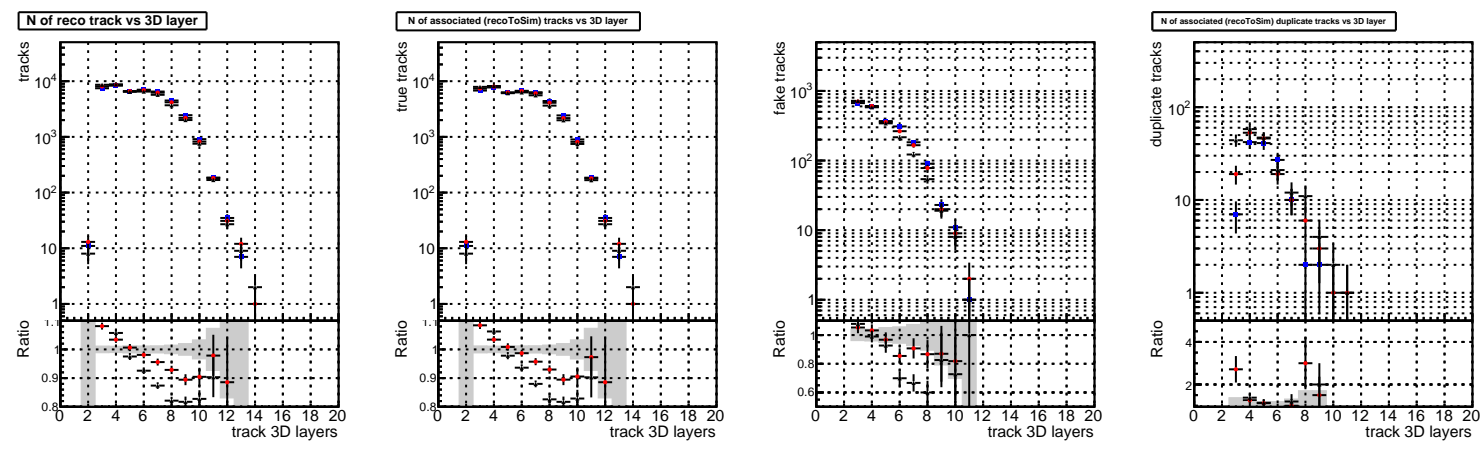 N of reco track vs 3D layer
tracks
10^4
10^3
10^2
10
1
Ratio
1.1
1
0.9
0.8
0 2 4 6 8 10 12 14 16 18 20
track 3D layers
N of associated (recoToSim) tracks vs 3D layer
true tracks
10^4
10^3
10^2
10
1
Ratio
1.1
1
0.9
0.8
0 2 4 6 8 10 12 14 16 18 20
track 3D layers
fake tracks
10^3
10^2
10
1
Ratio
1
0.8
0.6
0 2 4 6 8 10 12 14 16 18 20
track 3D layers
N of associated (recoToSim) duplicate tracks vs 3D layer
duplicate tracks
10^2
10
1
Ratio
4
2
0 2 4 6 8 10 12 14 16 18 20
track 3D layers